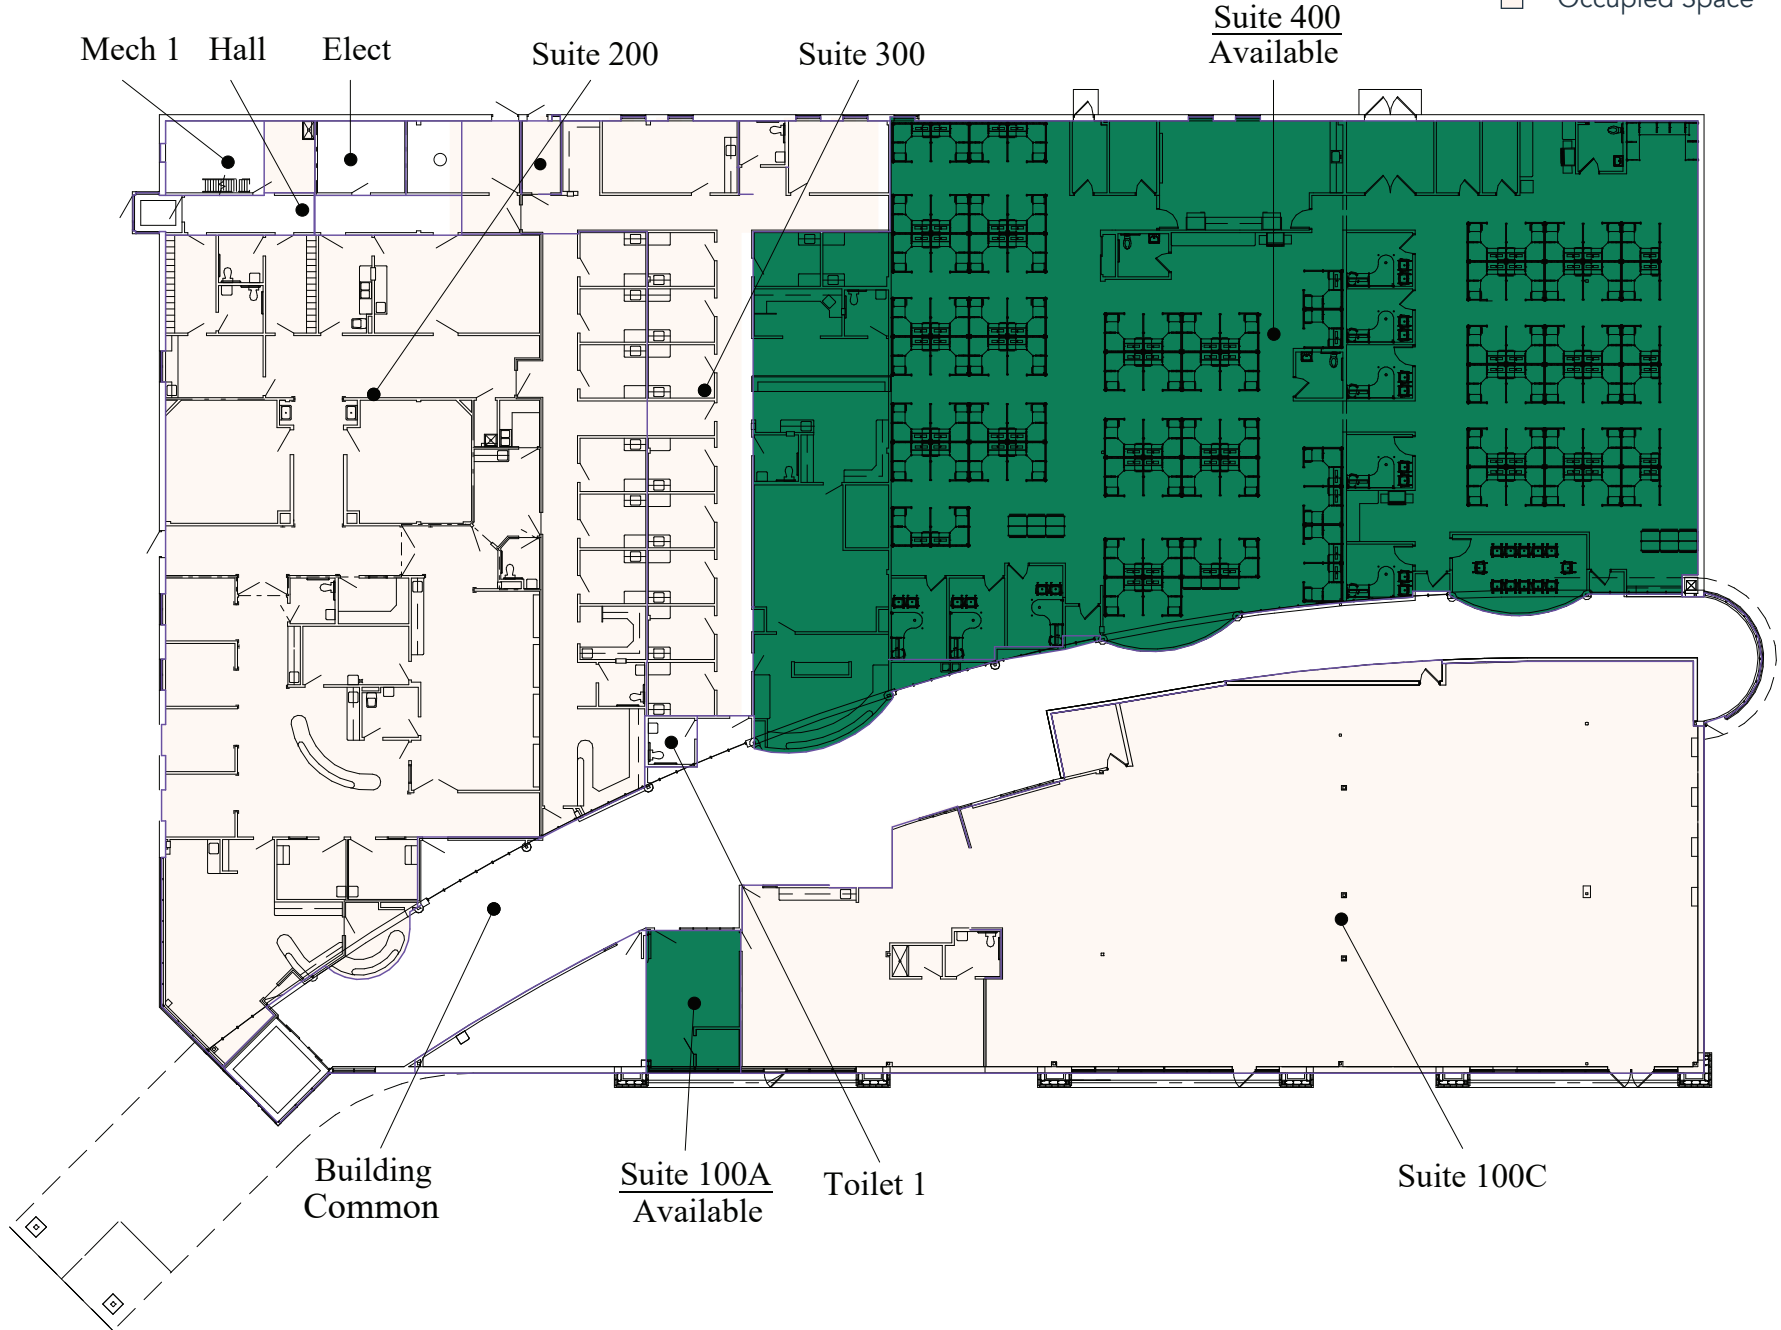 Suite 400
Available
Occupied Space
Mech 1
Hall
Elect
Suite 200
Suite 300
Building
Common
Suite 100A
Available
Toilet 1
Suite 100C